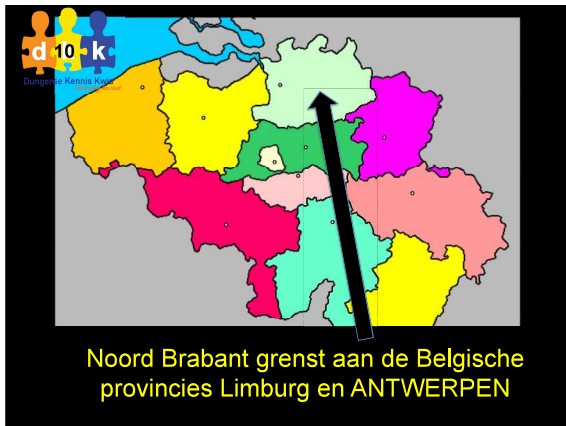 d 10 k
Dungense Kennis Kwis
Noord Brabant grenst aan de Belgische
provincies Limburg en ANTWERPEN